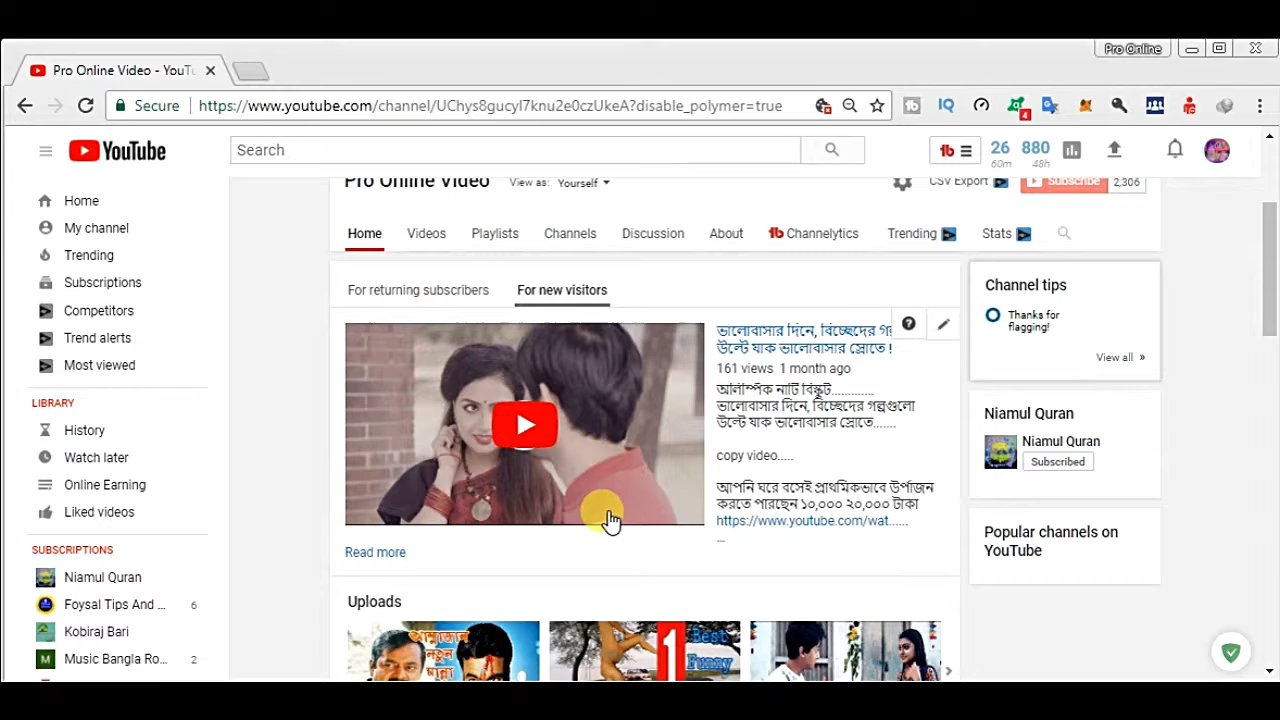 Pro Online
Pro Online Video - YouTu
Secure https://www.youtube.com/channel/UChys8gucyI7knu2e0czUkeA?disable_polymer=true
YouTube
Search
26
60m
880
48h
Pro Online Video
View as: Yourself
CSV Export
Subscribe 2,306
Home Videos Playlists Channels Discussion About Channelytics Trending Stats
Home
My channel
Trending
Subscriptions
Competitors
Trend alerts
Most viewed
LIBRARY
History
Watch later
Online Earning
Liked videos
SUBSCRIPTIONS
Niamul Quran
Foysal Tips And ... 6
Kobiraj Bari
Music Bangla Ro... 2
For returning subscribers For new visitors
ভালোবাসার দিনে, বিচ্ছেদের গল্
উল্টে যাক ভালোবাসার স্রোতে !
161 views 1 month ago
অলিম্পিক নাটি বিস্কুট.............
ভালোবাসার দিনে, বিচ্ছেদের গল্পগুলো
উল্টে যাক ভালোবাসার স্রোতে.......
copy video.....
আপনি ঘরে বসেই প্রাথমিকভাবে উর্পাজন
করতে পারছেন ১০,০০০ ২০,০০০ টাকা
https://www.youtube.com/wat......
...
Read more
Uploads
আম্মাজান
নতুন
মান্না
1
Best
Funny
Channel tips
Thanks for
flagging!
View all »
Niamul Quran
Niamul Quran
Subscribed
Popular channels on
YouTube